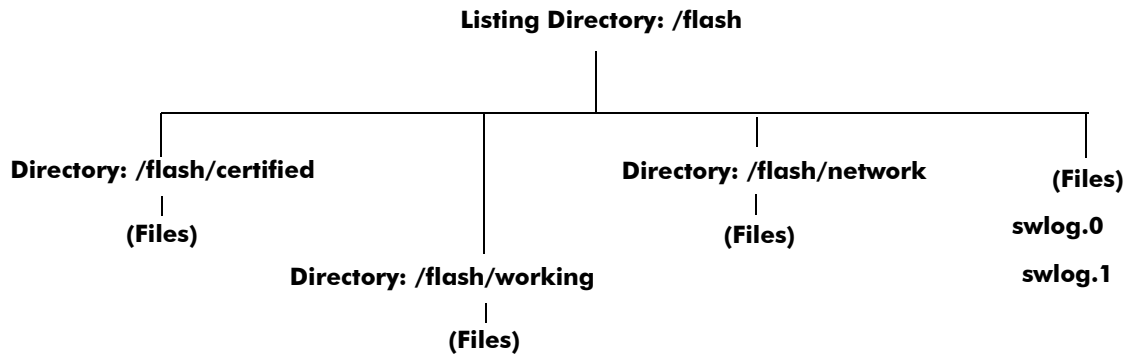 Listing Directory: /flash
Directory: /flash/certified
(Files)
Directory: /flash/working
(Files)
Directory: /flash/network
(Files)
(Files)
swlog.0
swlog.1